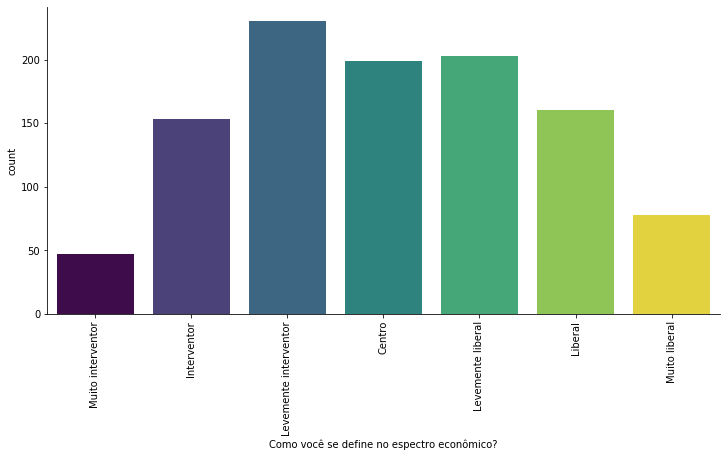 count
200
150
100
50
0
Muito interventor
Interventor
Levemente interventor
Centro
Levemente liberal
Liberal
Muito liberal
Como você se define no espectro econômico?